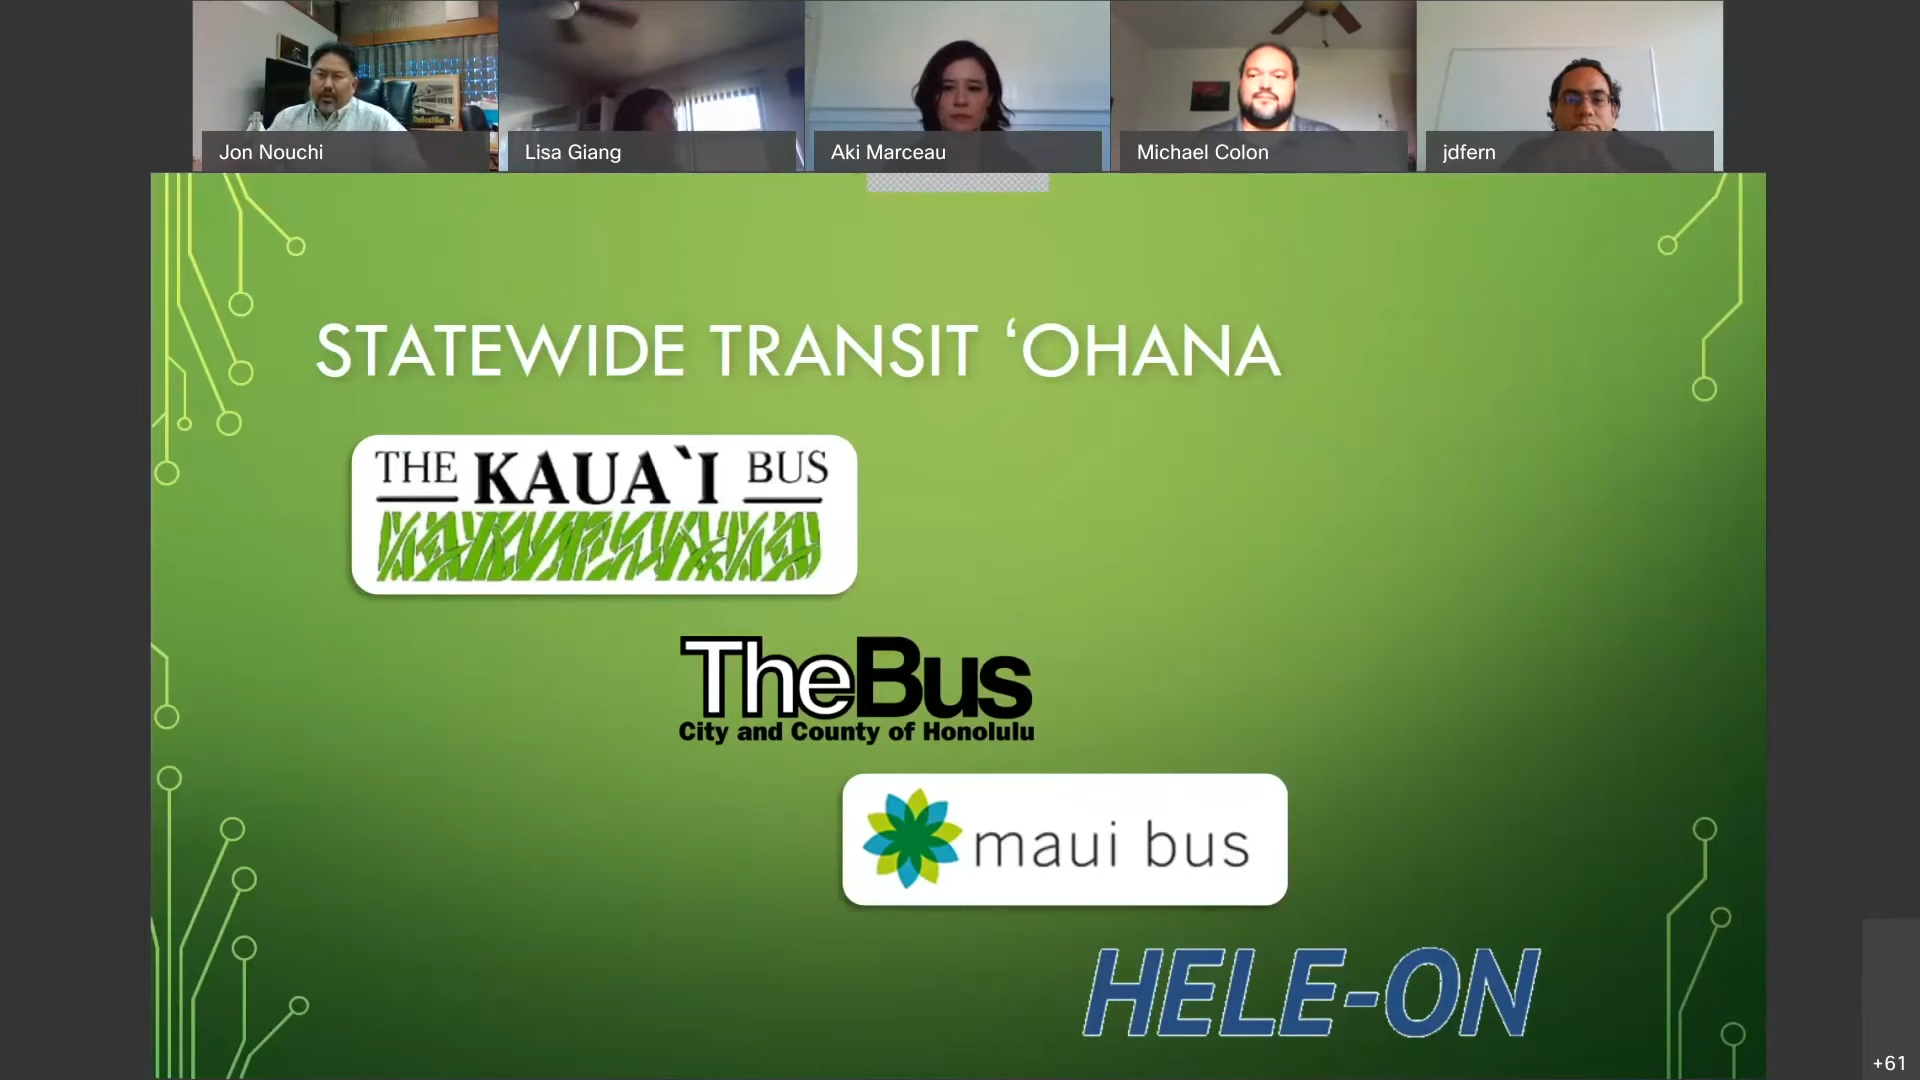 Jon Nouchi
Lisa Giang
Aki Marceau
Michael Colon
jdfern
STATEWIDE TRANSIT ‘OHANA
THE KAUA`I BUS
TheBus
City and County of Honolulu
maui bus
HELE-ON
+61